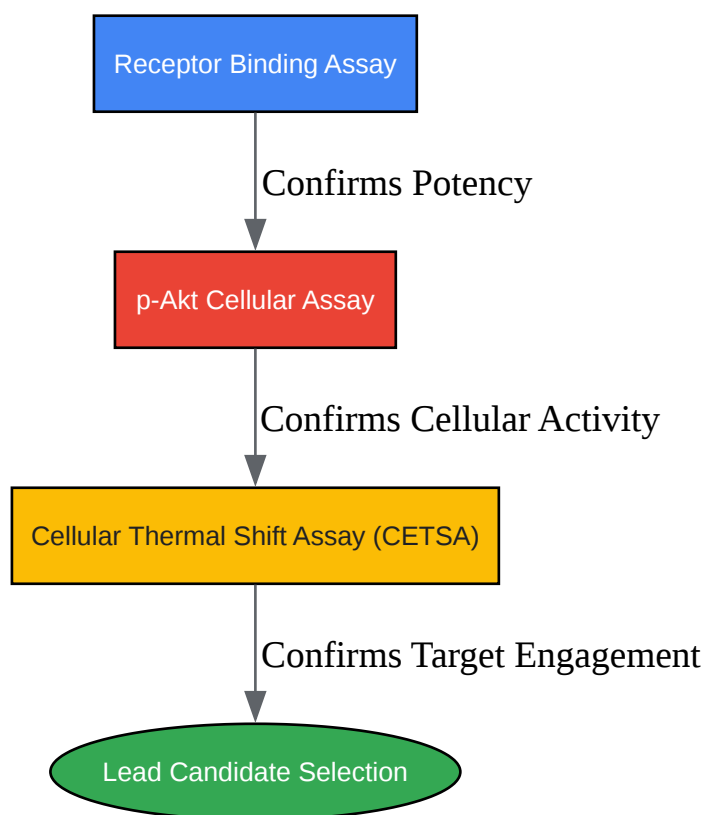 Receptor Binding Assay
Confirms Potency
p-Akt Cellular Assay
Confirms Cellular Activity
Cellular Thermal Shift Assay (CETSA)
Confirms Target Engagement
Lead Candidate Selection